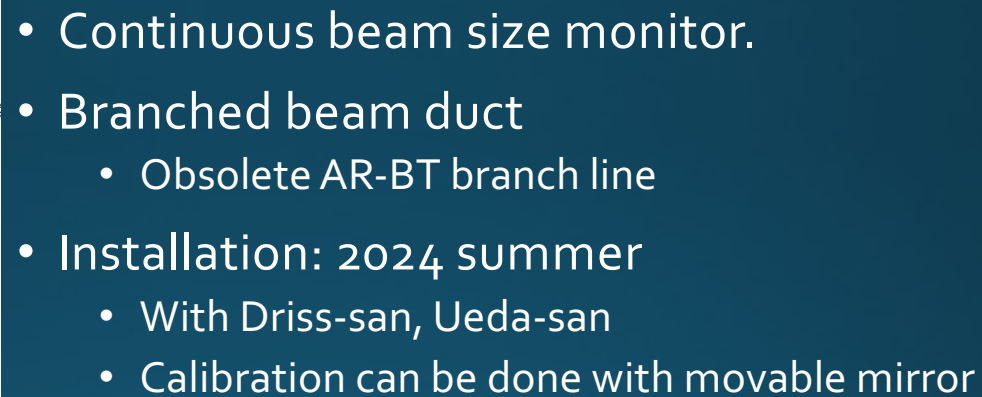 • Continuous beam size monitor.
• Branched beam duct
• Obsolete AR-BT branch line
• Installation: 2024 summer
• With Driss-san, Ueda-san
• Calibration can be done with movable mirror